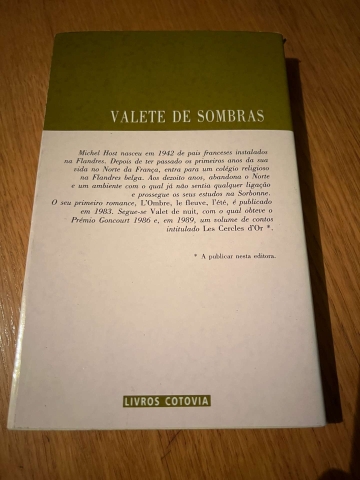 VALETE DE SOMBRAS
Michel Host nasceu em 1942 de pais franceses instalados
na Flandres. Depois de ter passado os primeiros anos da sua
vida no Norte da França, entra para um colégio religioso
na Flandres belga. Aos dezoito anos, abandona o Norte
e um ambiente com o qual já não sentia qualquer ligação
e prossegue os seus estudos na Sorbonne.
O seu primeiro romance, L'Ombre, le fleuve, l'été, é publicado
em 1983. Segue-se Valet de nuit, com o qual obteve o
Prémio Goncourt 1986 e, em 1989, um volume de contos
intitulado Les Cercles d'Or *.
* A publicar nesta editora.
LIVROS COTOVIA